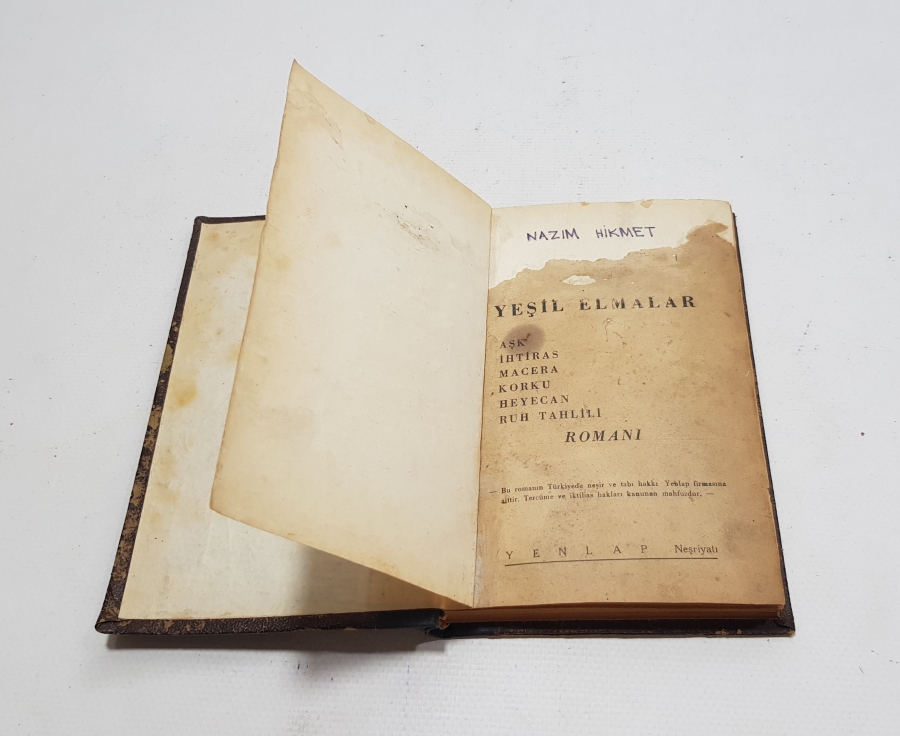 NAZIM HİKMET
YEŞİL ELMALAR
AŞK
İHTİRAS
MACERA
KORKU
HEYECAN
RUH TAHLİLİ
ROMANI
— Bu romanın Türkiyede neşir ve tabı hakkı Yenlap firmasına
aittir. Tercüme ve iktibas hakları kanunan mahfuzdur. —
YENLAP Neşriyatı